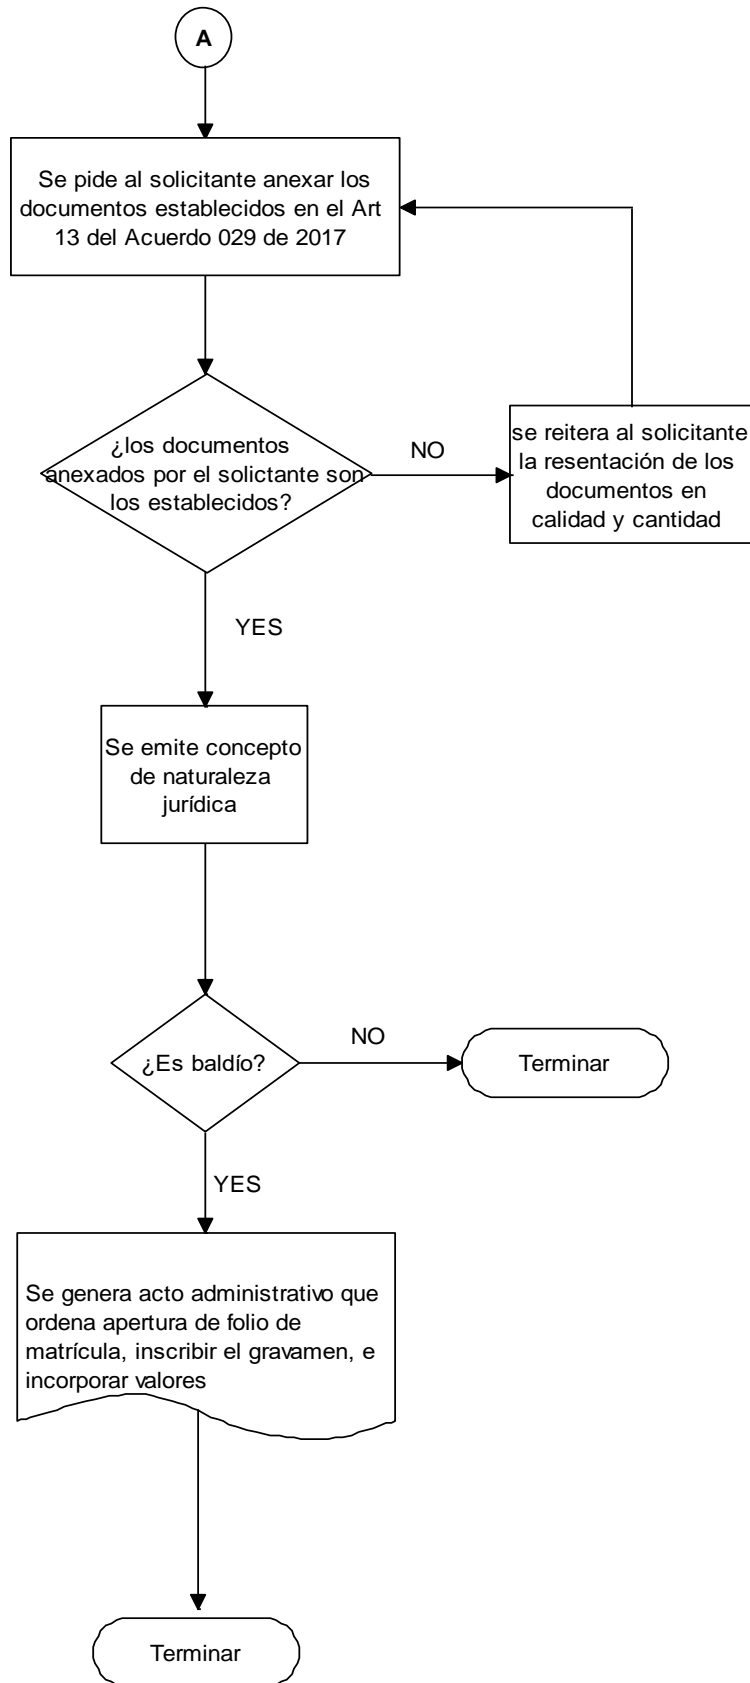 A
Se pide al solicitante anexar los
documentos establecidos en el Art
13 del Acuerdo 029 de 2017
¿los documentos
anexados por el solictante son
los establecidos?
NO
se reitera al solicitante
la resentación de los
documentos en
calidad y cantidad
YES
Se emite concepto
de naturaleza
jurídica
¿Es baldío?
NO
Terminar
YES
Se genera acto administrativo que
ordena apertura de folio de
matrícula, inscribir el gravamen, e
incorporar valores
Terminar